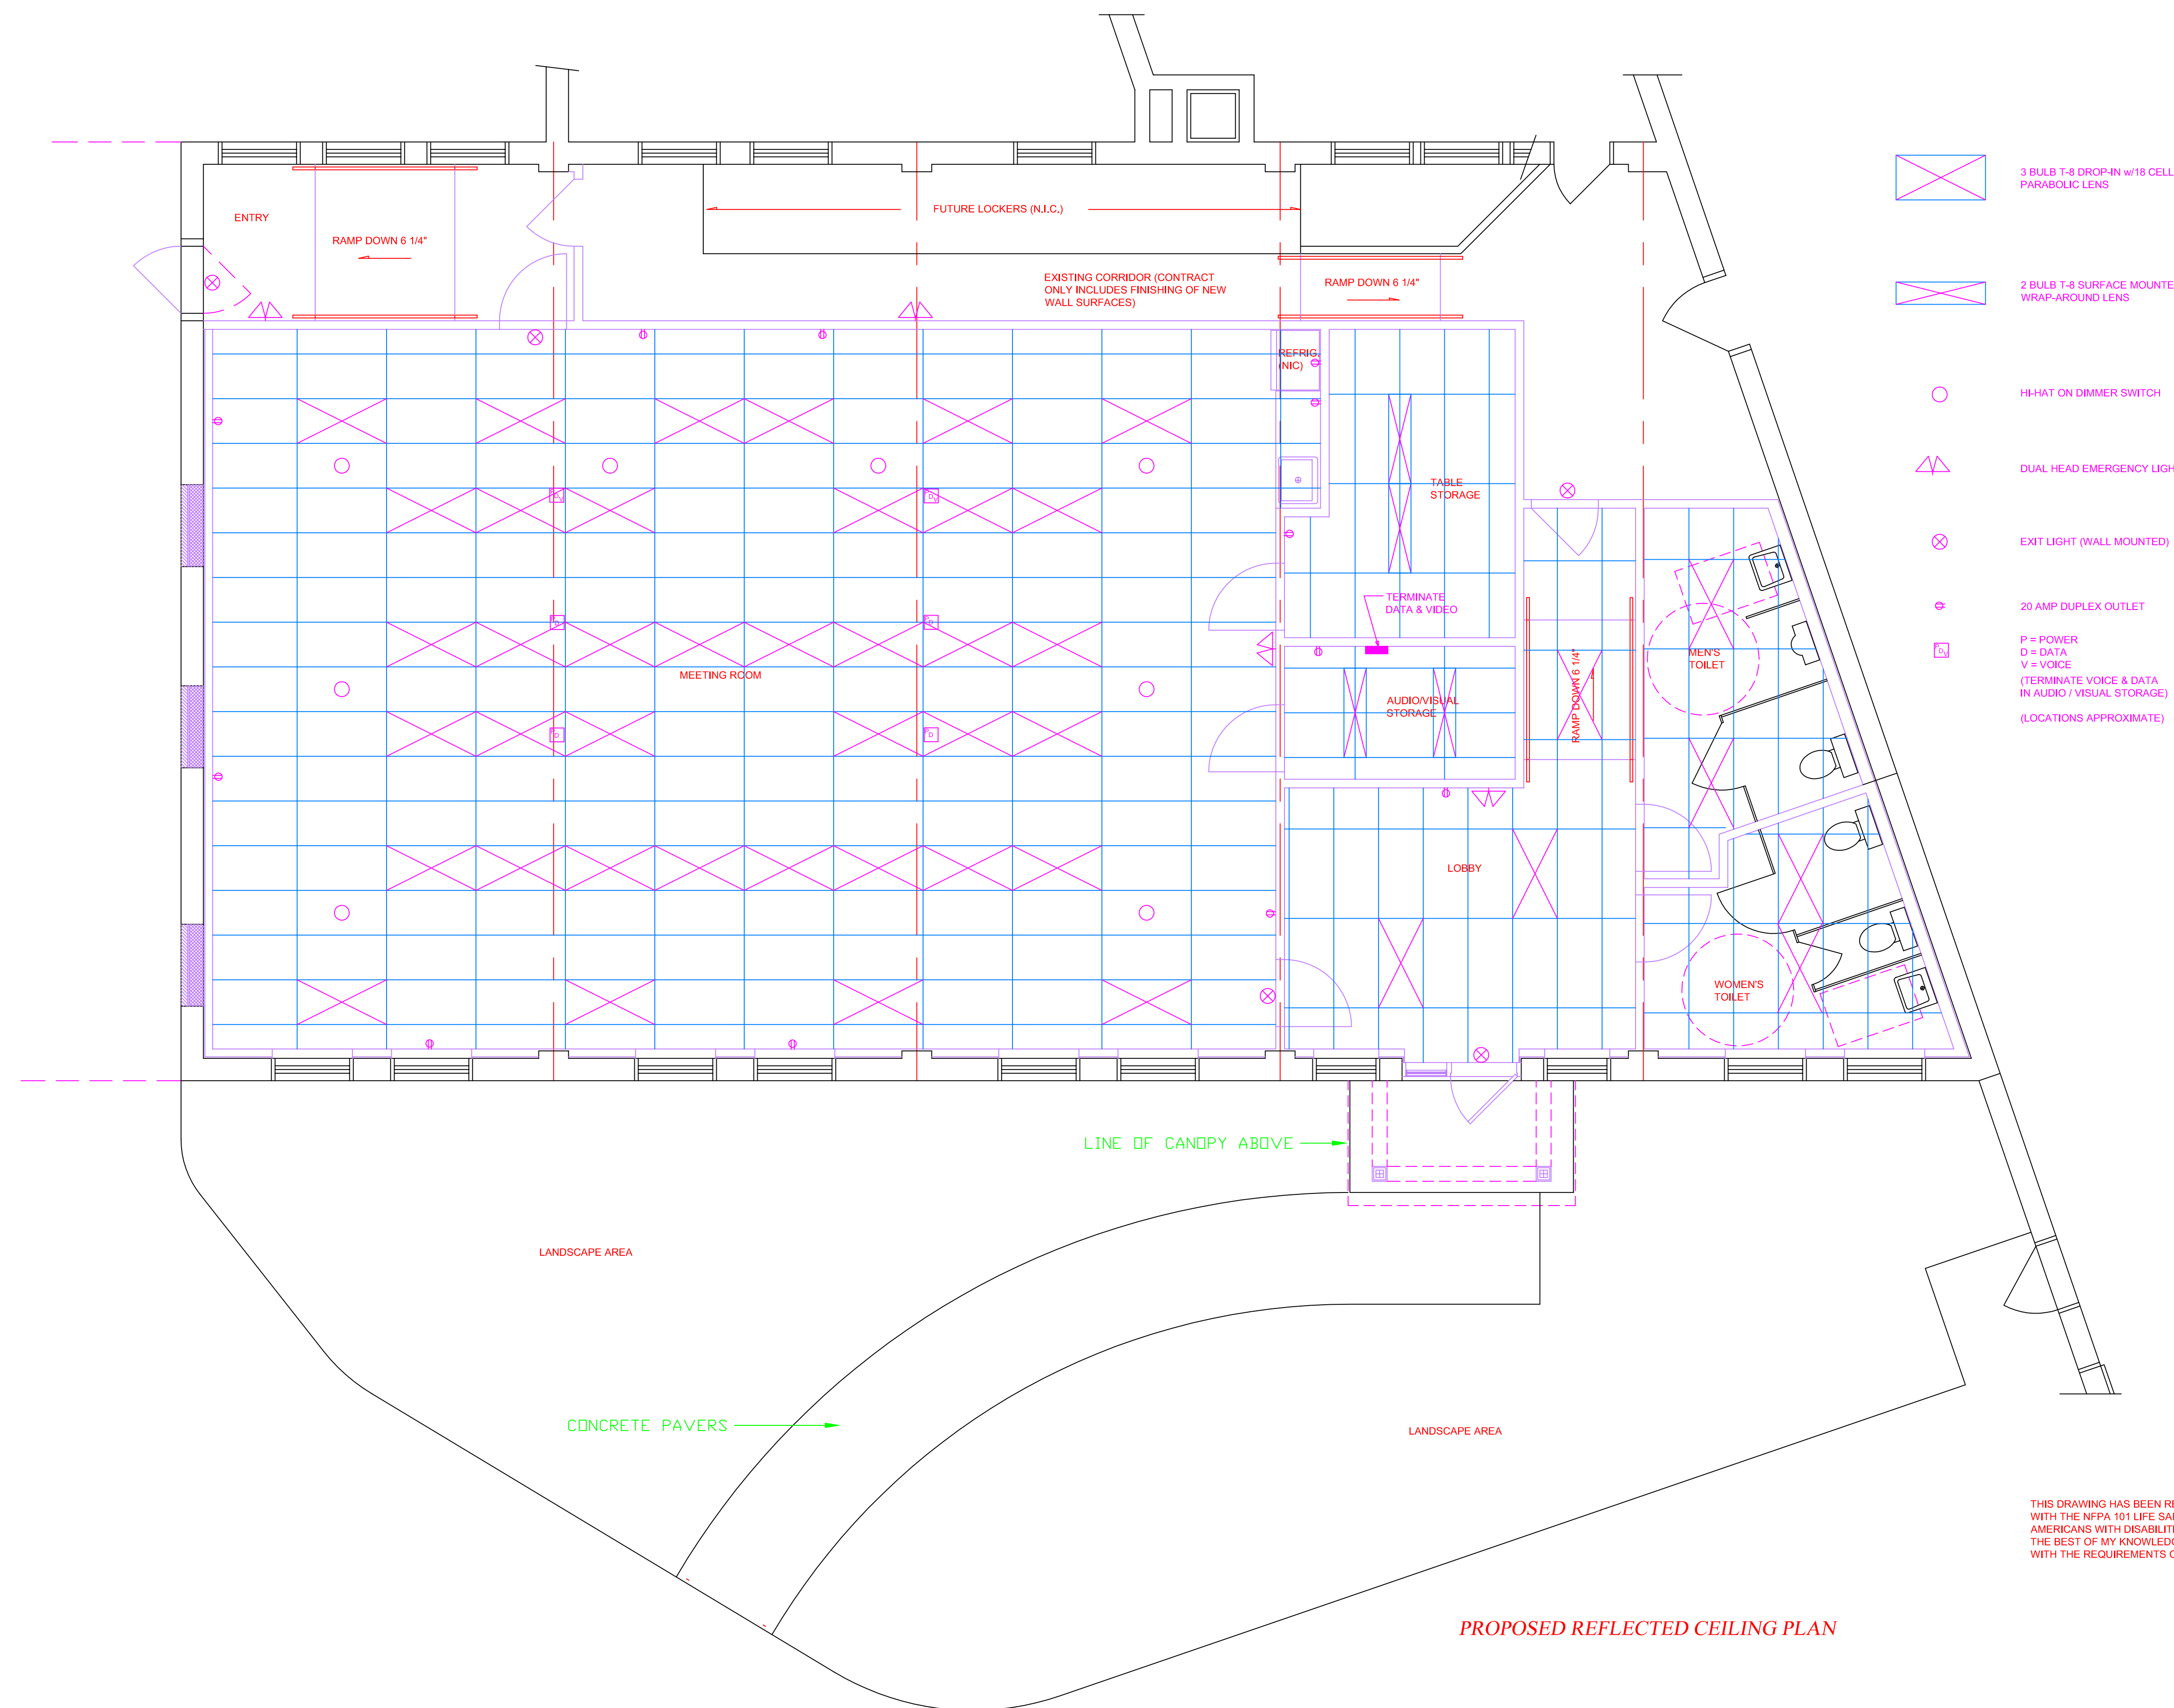 ENTRY
RAMP DOWN 6 1/4"
FUTURE LOCKERS (N.I.C.)
EXISTING CORRIDOR (CONTRACT
ONLY INCLUDES FINISHING OF NEW
WALL SURFACES)
RAMP DOWN 6 1/4"
REFRIG.
(NIC)
TABLE
STORAGE
TERMINATE
DATA & VIDEO
MEETING ROOM
AUDIO/VISUAL
STORAGE
RAMP DOWN 6 1/4"
MEN'S
TOILET
LOBBY
WOMEN'S
TOILET
LINE OF CANOPY ABOVE
LANDSCAPE AREA
CONCRETE PAVERS
LANDSCAPE AREA
3 BULB T-8 DROP-IN w/18 CELL
PARABOLIC LENS
2 BULB T-8 SURFACE MOUNTE
WRAP-AROUND LENS
HI-HAT ON DIMMER SWITCH
DUAL HEAD EMERGENCY LIGH
EXIT LIGHT (WALL MOUNTED)
20 AMP DUPLEX OUTLET
P = POWER
D = DATA
V = VOICE
(TERMINATE VOICE & DATA
IN AUDIO / VISUAL STORAGE)
(LOCATIONS APPROXIMATE)
THIS DRAWING HAS BEEN RE
WITH THE NFPA 101 LIFE SA
AMERICANS WITH DISABILITI
THE BEST OF MY KNOWLED
WITH THE REQUIREMENTS
PROPOSED REFLECTED CEILING PLAN